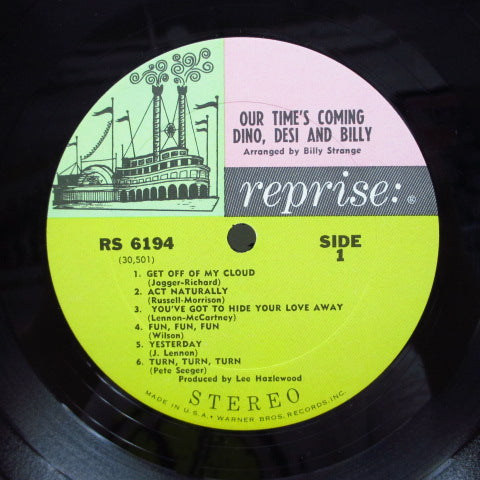 OUR TIME'S COMING
DINO, DESI AND BILLY
Arranged by Billy Strange
reprise: ®
RS 6194
(30,501)
SIDE
1
1. GET OFF OF MY CLOUD
(Jagger-Richard)
2. ACT NATURALLY
(Russell-Morrison)
3. YOU'VE GOT TO HIDE YOUR LOVE AWAY
(Lennon-McCartney)
4. FUN, FUN, FUN
(Wilson)
5. YESTERDAY
(J. Lennon)
6. TURN, TURN, TURN
(Pete Seeger)
Produced by Lee Hazlewood
STEREO
MADE IN U.S.A. • WARNER BROS. RECORDS, INC.